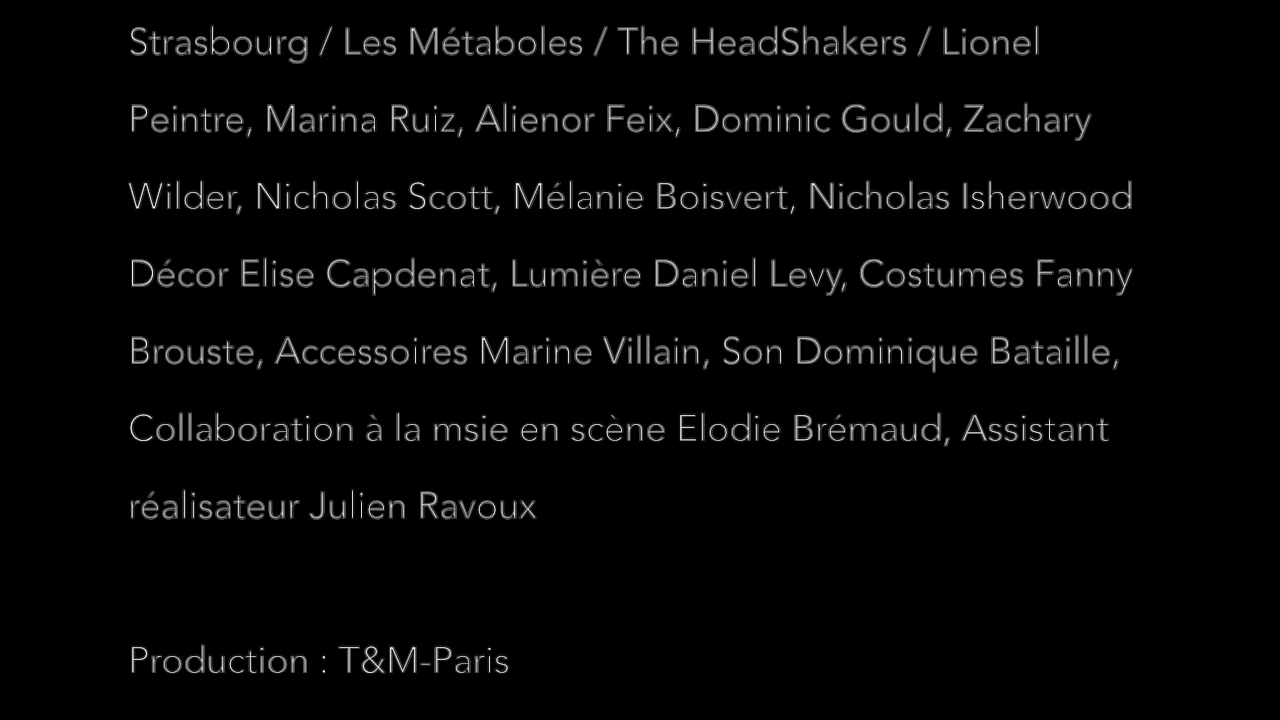 Strasbourg / Les Métaboles / The HeadShakers / Lionel
Peintre, Marina Ruiz, Alienor Feix, Dominic Gould, Zachary
Wilder, Nicholas Scott, Mélanie Boisvert, Nicholas Isherwood
Décor Elise Capdenat, Lumière Daniel Levy, Costumes Fanny
Brouste, Accessoires Marine Villain, Son Dominique Bataille,
Collaboration à la msie en scène Elodie Brémaud, Assistant
réalisateur Julien Ravoux
Production : T&M-Paris